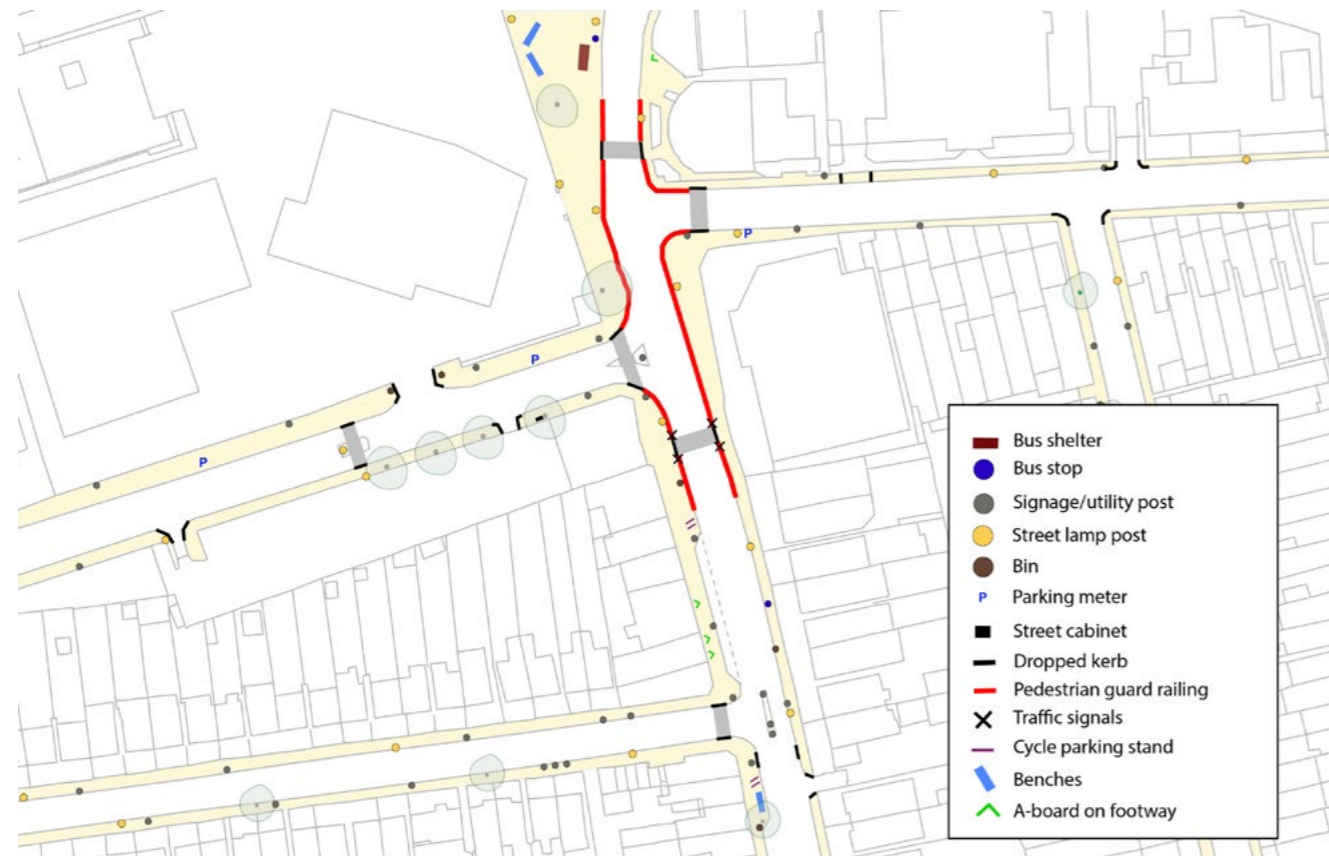 P
P
P
Bus shelter
Bus stop
Signage/utility post
Street lamp post
Bin
P Parking meter
Street cabinet
Dropped kerb
Pedestrian guard railing
Traffic signals
Cycle parking stand
Benches
A-board on footway